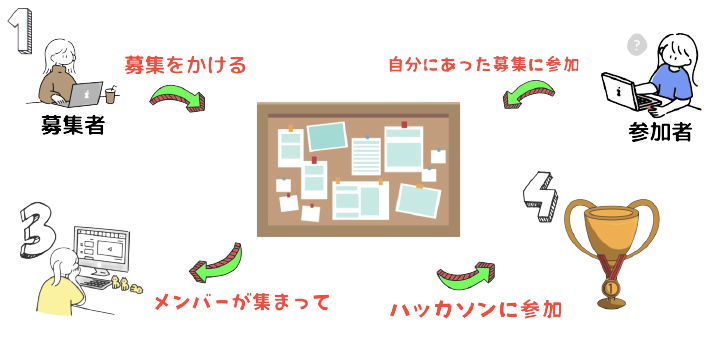 1
募集をかける
募集者
自分にあった募集に参加
?
参加者
3
メンバーが集まって
4
ハッカソンに参加
1